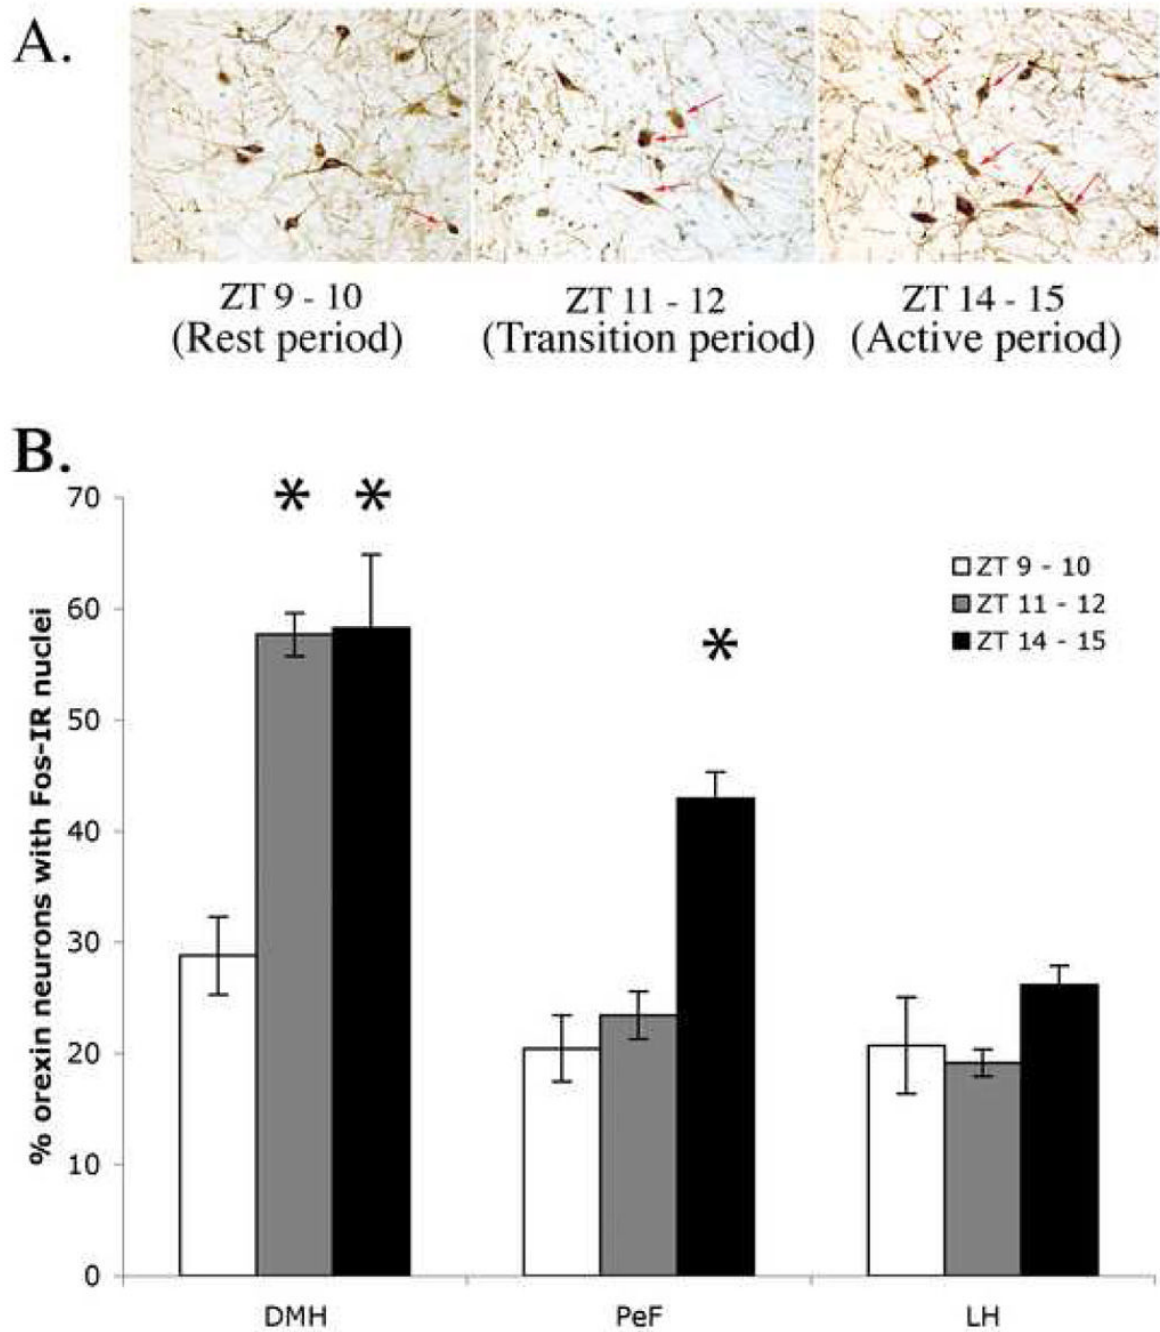 A.
ZT 9 - 10
(Rest period)
ZT 11 - 12
(Transition period)
ZT 14 - 15
(Active period)
B.
% orexin neurons with Fos-IR nuclei
70
60
50
40
30
20
10
0
* *
*
ZT 9 - 10
ZT 11 - 12
ZT 14 - 15
DMH
PeF
LH